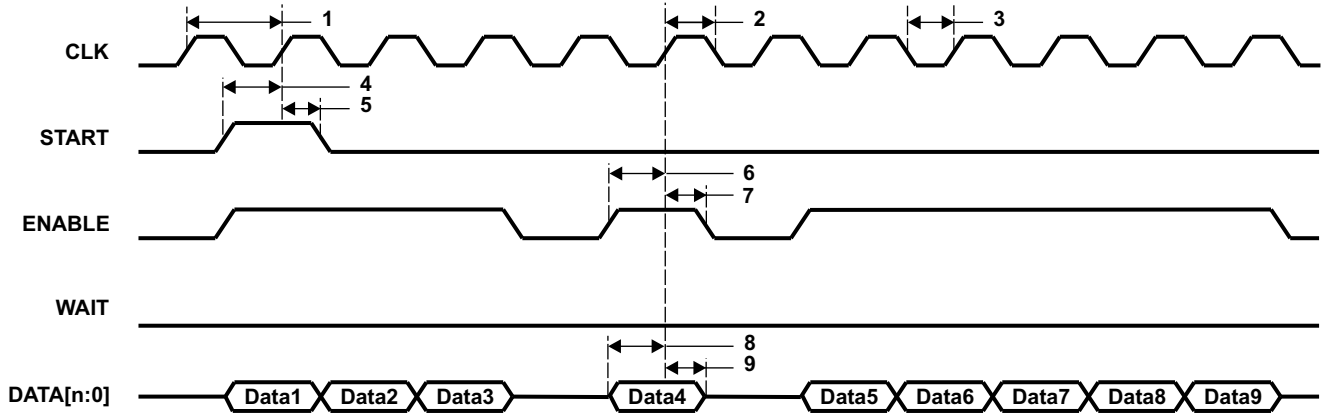 1 2 3
CLK
4
5
START
6
7
ENABLE
WAIT
8
9
DATA[n:0] Data1 Data2 Data3 Data4 Data5 Data6 Data7 Data8 Data9